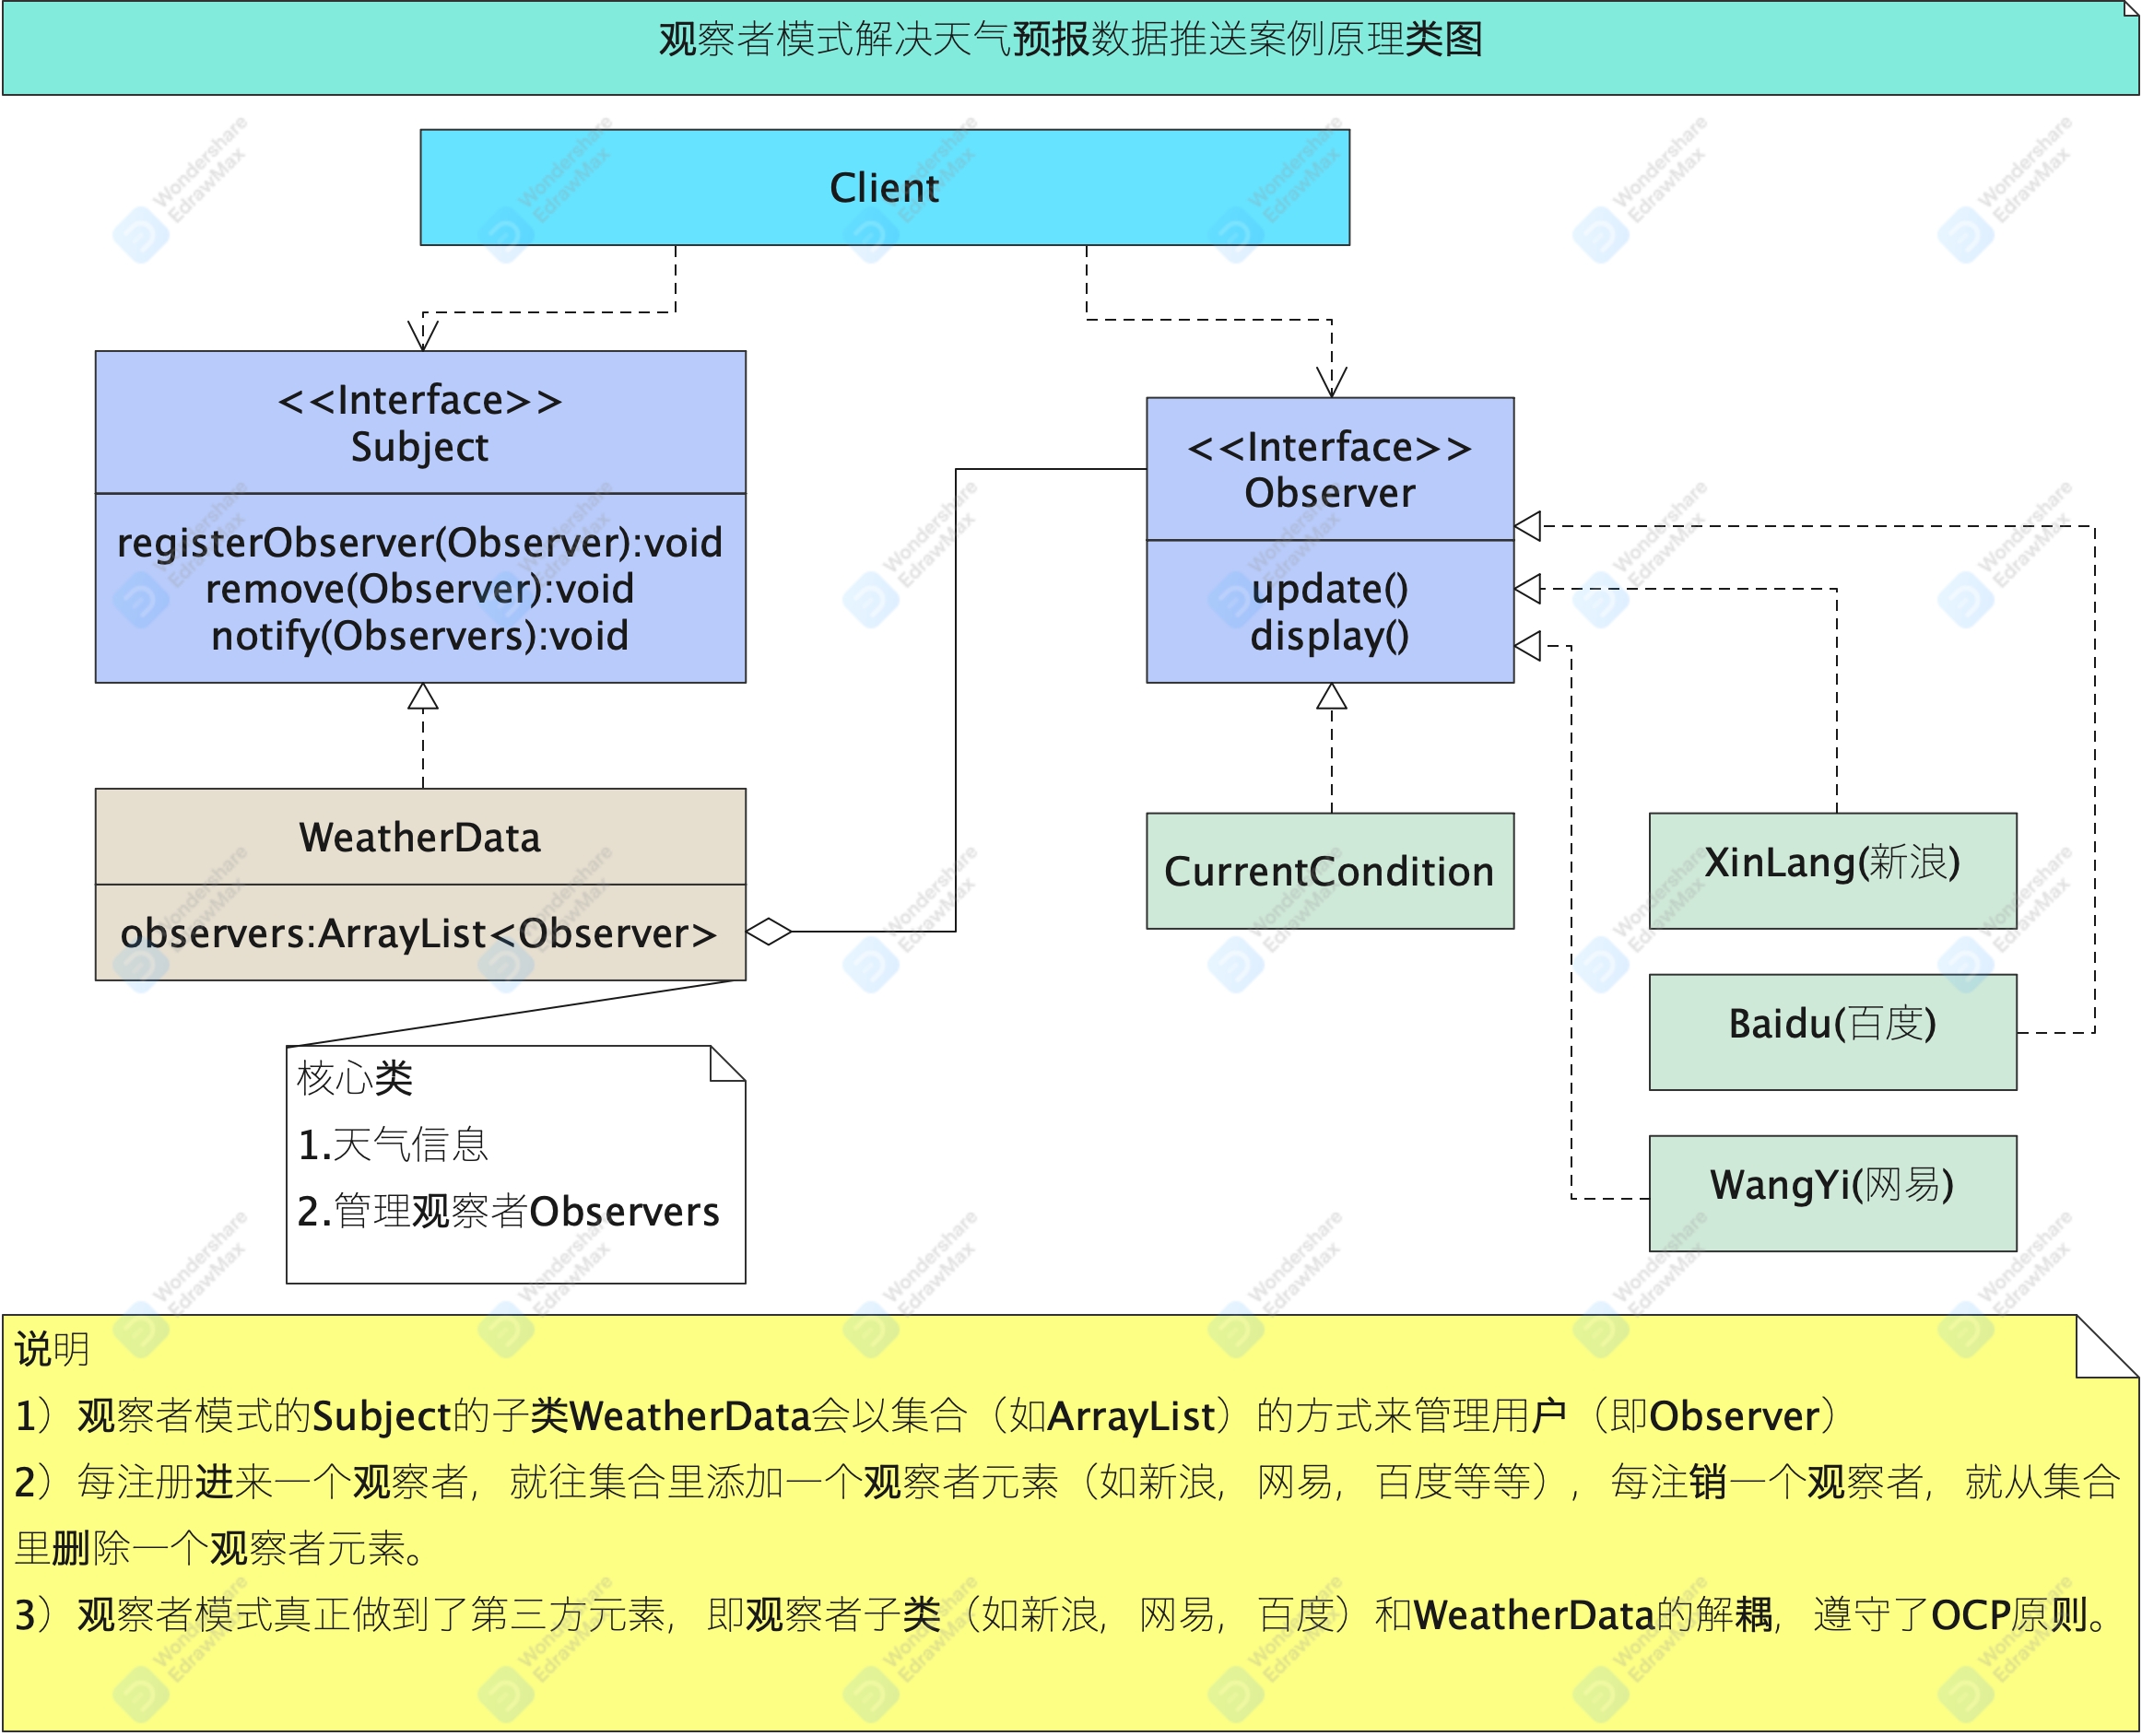 观察者模式解决天气预报数据推送案例原理类图
Client
<<Interface>>
Subject
registerObserver(Observer):void
remove(Observer):void
notify(Observers):void
<<Interface>>
Observer
update()
display()
WeatherData
observers:ArrayList<Observer>
CurrentCondition
XinLang(新浪)
Baidu(百度)
WangYi(网易)
核心类
1.天气信息
2.管理观察者Observers
说明
1）观察者模式的Subject的子类WeatherData会以集合（如ArrayList）的方式来管理用户（即Observer）
2）每注册进来一个观察者，就往集合里添加一个观察者元素（如新浪，网易，百度等等），每注销一个观察者，就从集合
里删除一个观察者元素。
3）观察者模式真正做到了第三方元素，即观察者子类（如新浪，网易，百度）和WeatherData的解耦，遵守了OCP原则。
Wondershare
EdrawMax